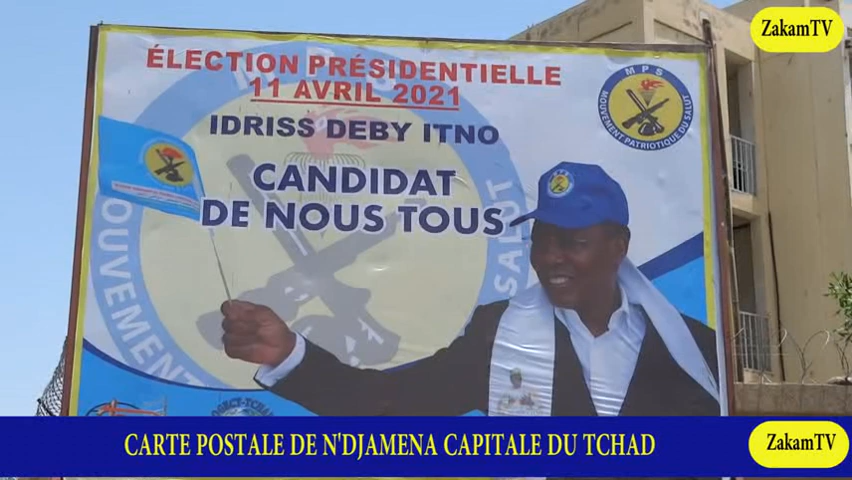 ZakamTV
ÉLECTION PRÉSIDENTIELLE
11 AVRIL 2021
MPS
MOUVEMENT PATRIOTIQUE DU SALUT
IDRISS DEBY ITNO
CANDIDAT
DE NOUS TOUS
MPS
MOUVEMENT
SALUT
CARTE POSTALE DE N'DJAMENA CAPITALE DU TCHAD
ZakamTV